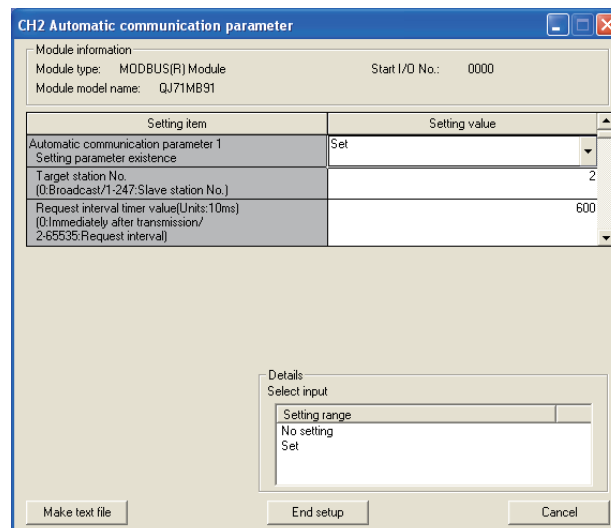 CH2 Automatic communication parameter
Module information
Module type: MODBUS(R) Module Start I/O No.: 0000
Module model name: QJ71MB91
Setting item Setting value
Automatic communication parameter 1 Set
Setting parameter existence
Target station No. 2
(0:Broadcast/1-247:Slave station No.)
Request interval timer value(Units:10ms) 600
(0:Immediately after transmission/
2-65535:Request interval)
Details
Select input
Setting range
No setting
Set
Make text file End setup Cancel